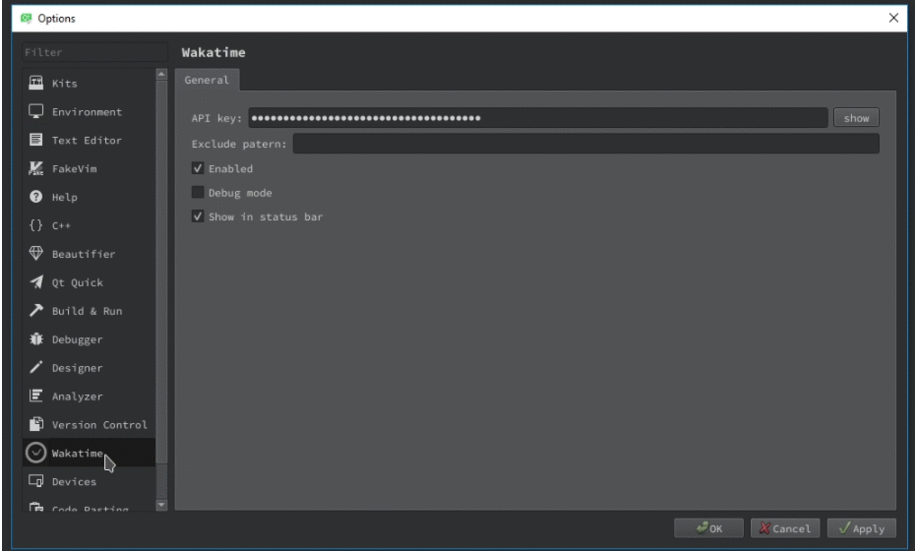 Options
Filter
Wakatime
General
Kits
Environment
Text Editor
FakeVim
Help
{} C++
Beautifier
Qt Quick
Build & Run
Debugger
Designer
Analyzer
Version Control
Wakatime
Devices
Code Pasting
API key: ●●●●●●●●●●●●●●●●●●●●●●●●●●●●●●●●●●●● show
Exclude patern:
Enabled
Debug mode
Show in status bar
OK Cancel Apply